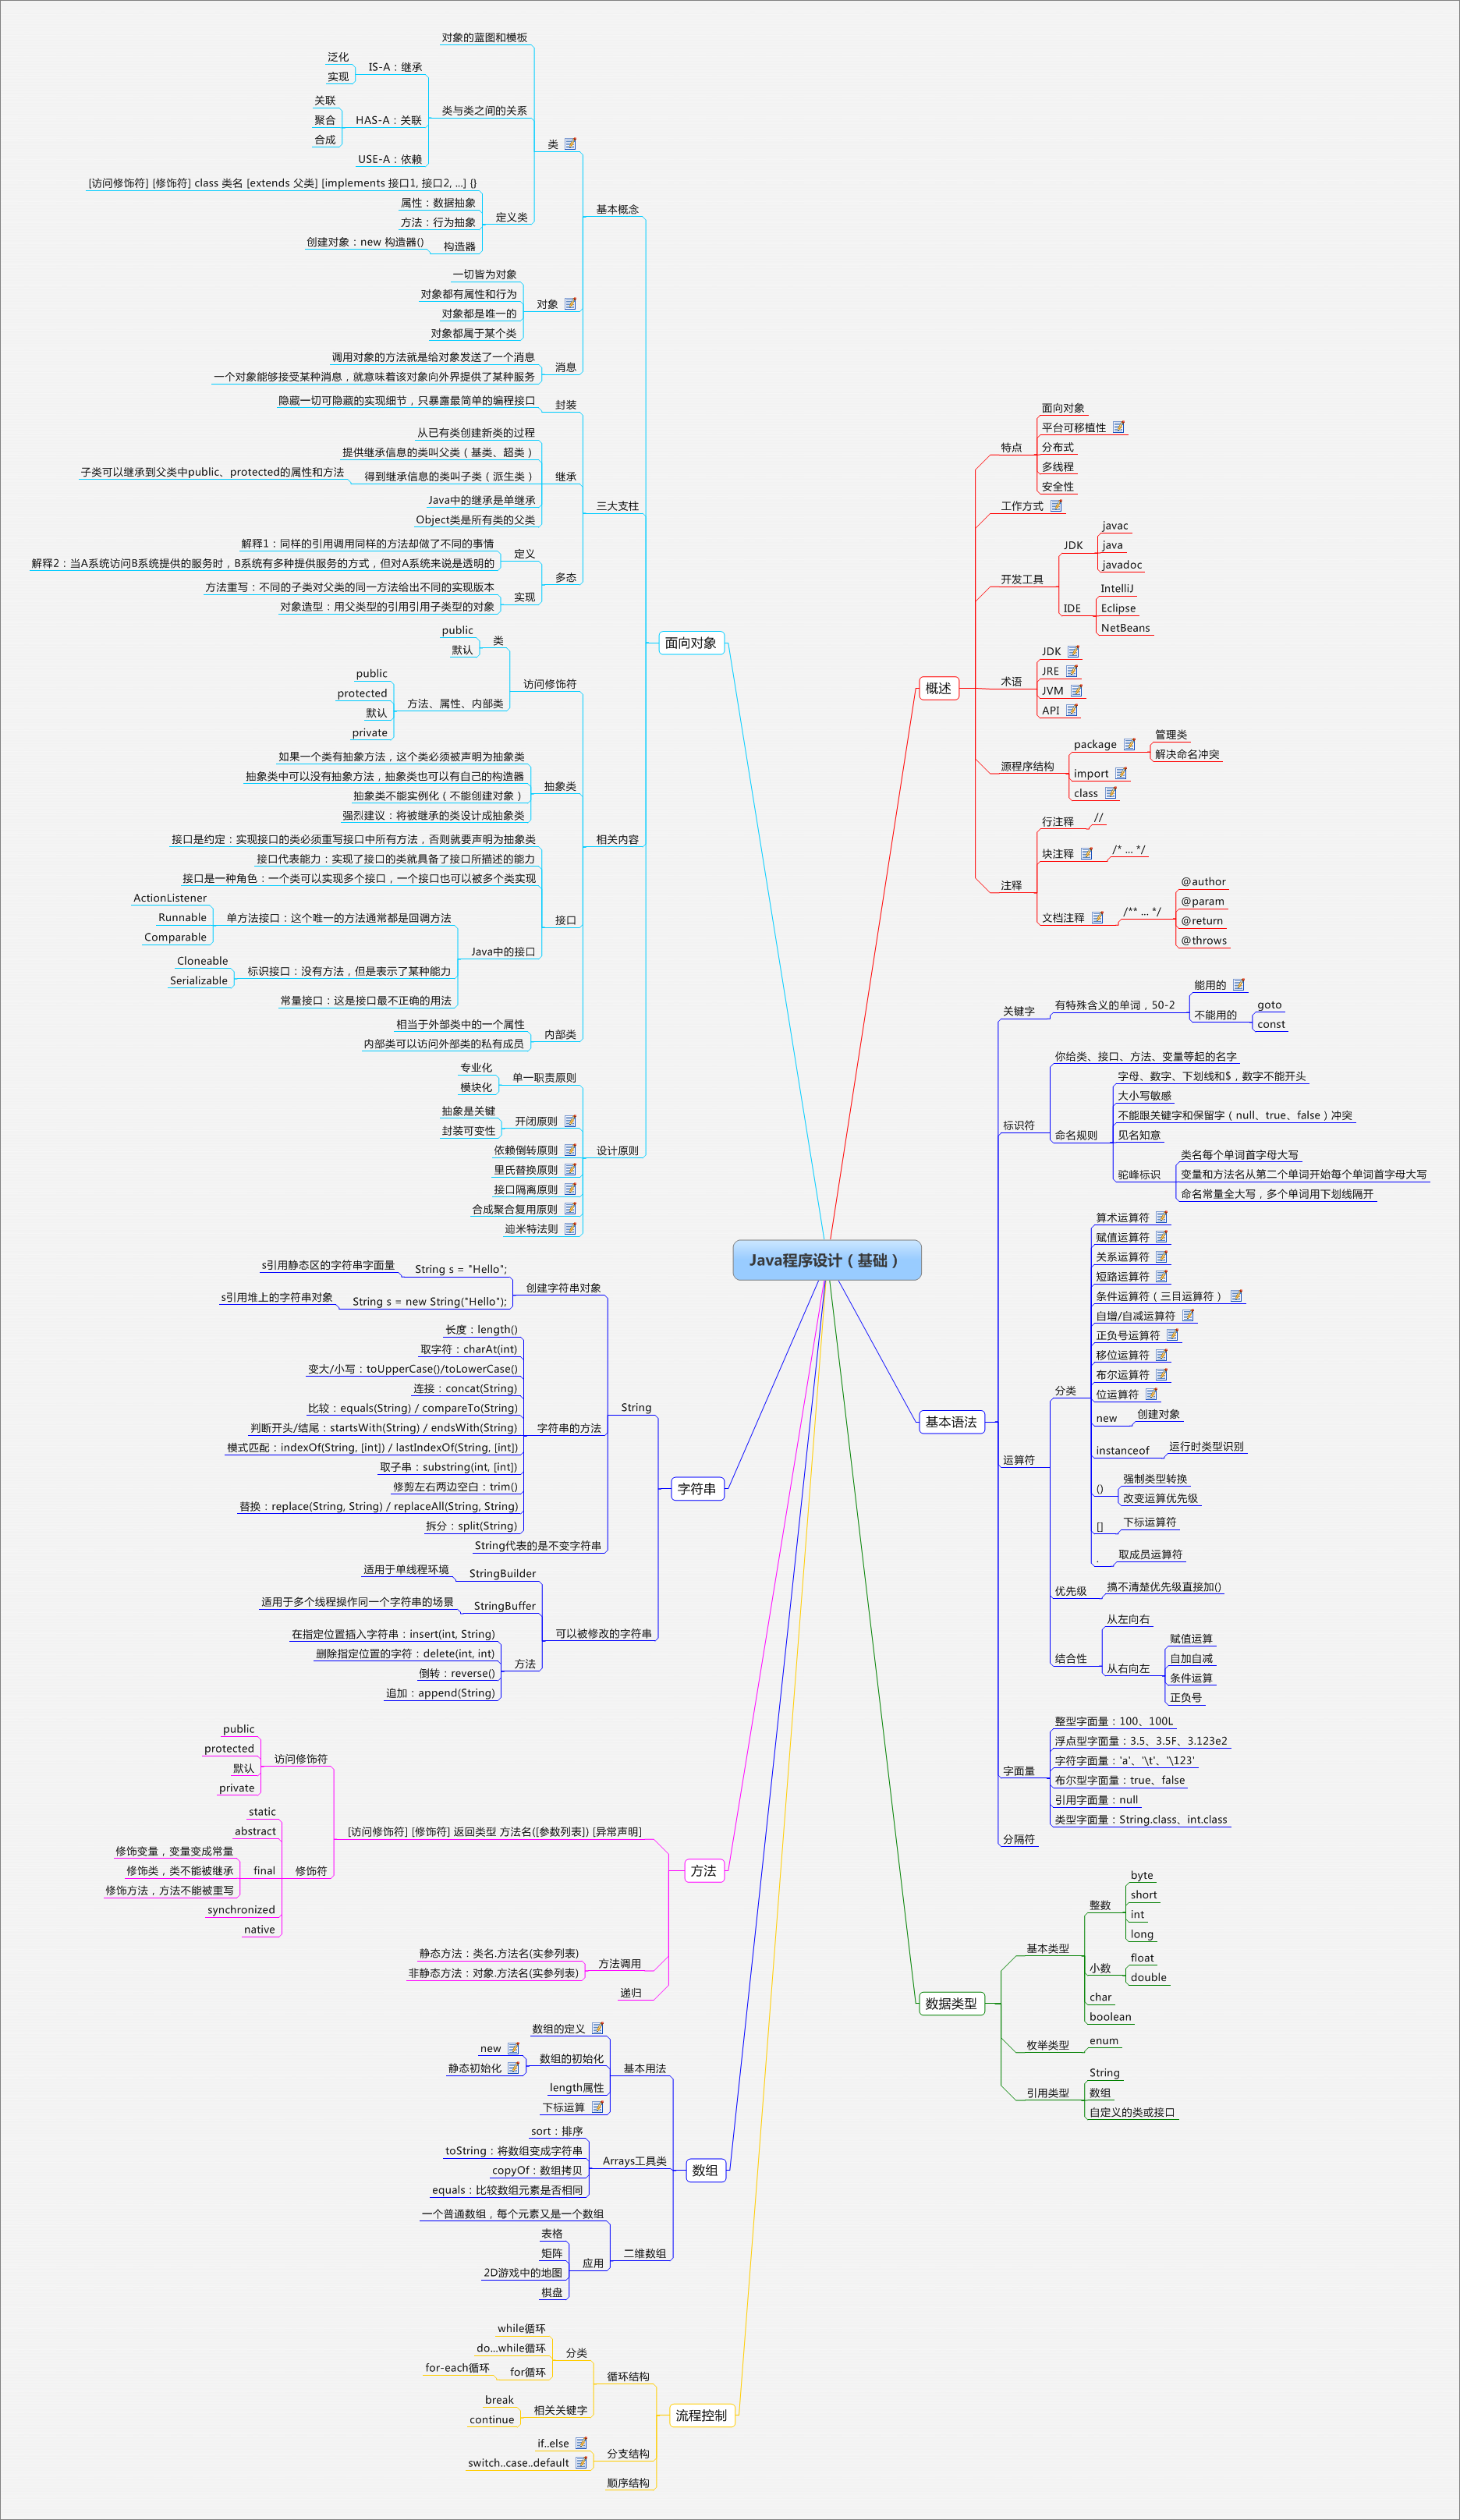 Java程序设计（基础）
概述
特点
面向对象
平台可移植性
分布式
多线程
安全性
工作方式
开发工具
JDK
javac
java
javadoc
IDE
IntelliJ
Eclipse
NetBeans
术语
JDK
JRE
JVM
API
源程序结构
package
管理类
解决命名冲突
import
class
注释
行注释
//
块注释
/* ... */
文档注释
/** ... */
@author
@param
@return
@throws
基本语法
关键字
有特殊含义的单词，50-2
能用的
不能用的
goto
const
标识符
你给类、接口、方法、变量等起的名字
命名规则
字母、数字、下划线和$，数字不能开头
大小写敏感
不能跟关键字和保留字（null、true、false）冲突
见名知意
驼峰标识
类名每个单词首字母大写
变量和方法名从第二个单词开始每个单词首字母大写
命名常量全大写，多个单词用下划线隔开
运算符
分类
算术运算符
赋值运算符
关系运算符
短路运算符
条件运算符（三目运算符）
自增/自减运算符
正负号运算符
移位运算符
布尔运算符
位运算符
new
创建对象
instanceof
运行时类型识别
()
强制类型转换
改变运算优先级
[]
下标运算符
.
取成员运算符
优先级
搞不清楚优先级直接加()
结合性
从左向右
从右向左
赋值运算
自加自减
条件运算
正负号
字面量
整型字面量：100、100L
浮点型字面量：3.5、3.5F、3.123e2
字符字面量：'a'、'\t'、'\123'
布尔型字面量：true、false
引用字面量：null
类型字面量：String.class、int.class
分隔符
数据类型
基本类型
整数
byte
short
int
long
小数
float
double
char
boolean
枚举类型
enum
引用类型
String
数组
自定义的类或接口
面向对象
基本概念
类
对象的蓝图和模板
类与类之间的关系
IS-A：继承
泛化
实现
HAS-A：关联
关联
聚合
合成
USE-A：依赖
定义类
[访问修饰符] [修饰符] class 类名 [extends 父类] [implements 接口1, 接口2, ...] {}
属性：数据抽象
方法：行为抽象
构造器
创建对象：new 构造器()
对象
一切皆为对象
对象都有属性和行为
对象都是唯一的
对象都属于某个类
消息
调用对象的方法就是给对象发送了一个消息
一个对象能够接受某种消息，就意味着该对象向外界提供了某种服务
三大支柱
封装
隐藏一切可隐藏的实现细节，只暴露最简单的编程接口
继承
从已有类创建新类的过程
提供继承信息的类叫父类（基类、超类）
得到继承信息的类叫子类（派生类）
子类可以继承到父类中public、protected的属性和方法
Java中的继承是单继承
Object类是所有类的父类
多态
定义
解释1：同样的引用调用同样的方法却做了不同的事情
解释2：当A系统访问B系统提供的服务时，B系统有多种提供服务的方式，但对A系统来说是透明的
实现
方法重写：不同的子类对父类的同一方法给出不同的实现版本
对象造型：用父类型的引用引用子类型的对象
相关内容
访问修饰符
类
public
默认
方法、属性、内部类
public
protected
默认
private
抽象类
如果一个类有抽象方法，这个类必须被声明为抽象类
抽象类中可以没有抽象方法，抽象类也可以有自己的构造器
抽象类不能实例化（不能创建对象）
强烈建议：将被继承的类设计成抽象类
接口
接口是约定：实现接口的类必须重写接口中所有方法，否则就要声明为抽象类
接口代表能力：实现了接口的类就具备了接口所描述的能力
接口是一种角色：一个类可以实现多个接口，一个接口也可以被多个类实现
Java中的接口
单方法接口：这个唯一的方法通常都是回调方法
ActionListener
Runnable
Comparable
标识接口：没有方法，但是表示了某种能力
Cloneable
Serializable
常量接口：这是接口最不正确的用法
内部类
相当于外部类中的一个属性
内部类可以访问外部类的私有成员
设计原则
单一职责原则
专业化
模块化
开闭原则
抽象是关键
封装可变性
依赖倒转原则
里氏替换原则
接口隔离原则
合成聚合复用原则
迪米特法则
字符串
String
创建字符串对象
String s = "Hello";
s引用静态区的字符串字面量
String s = new String("Hello");
s引用堆上的字符串对象
字符串的方法
长度：length()
取字符：charAt(int)
变大/小写：toUpperCase()/toLowerCase()
连接：concat(String)
比较：equals(String) / compareTo(String)
判断开头/结尾：startsWith(String) / endsWith(String)
模式匹配：indexOf(String, [int]) / lastIndexOf(String, [int])
取子串：substring(int, [int])
修剪左右两边空白：trim()
替换：replace(String, String) / replaceAll(String, String)
拆分：split(String)
String代表的是不变字符串
可以被修改的字符串
StringBuilder
适用于单线程环境
StringBuffer
适用于多个线程操作同一个字符串的场景
方法
在指定位置插入字符串：insert(int, String)
删除指定位置的字符：delete(int, int)
倒转：reverse()
追加：append(String)
方法
[访问修饰符] [修饰符] 返回类型 方法名([参数列表]) [异常声明]
访问修饰符
public
protected
默认
private
修饰符
static
abstract
final
修饰变量，变量变成常量
修饰类，类不能被继承
修饰方法，方法不能被重写
synchronized
native
方法调用
静态方法：类名.方法名(实参列表)
非静态方法：对象.方法名(实参列表)
递归
数组
基本用法
数组的定义
数组的初始化
new
静态初始化
length属性
下标运算
Arrays工具类
sort：排序
toString：将数组变成字符串
copyOf：数组拷贝
equals：比较数组元素是否相同
二维数组
一个普通数组，每个元素又是一个数组
应用
表格
矩阵
2D游戏中的地图
棋盘
流程控制
循环结构
分类
while循环
do...while循环
for循环
for-each循环
相关关键字
break
continue
分支结构
if..else
switch..case..default
顺序结构